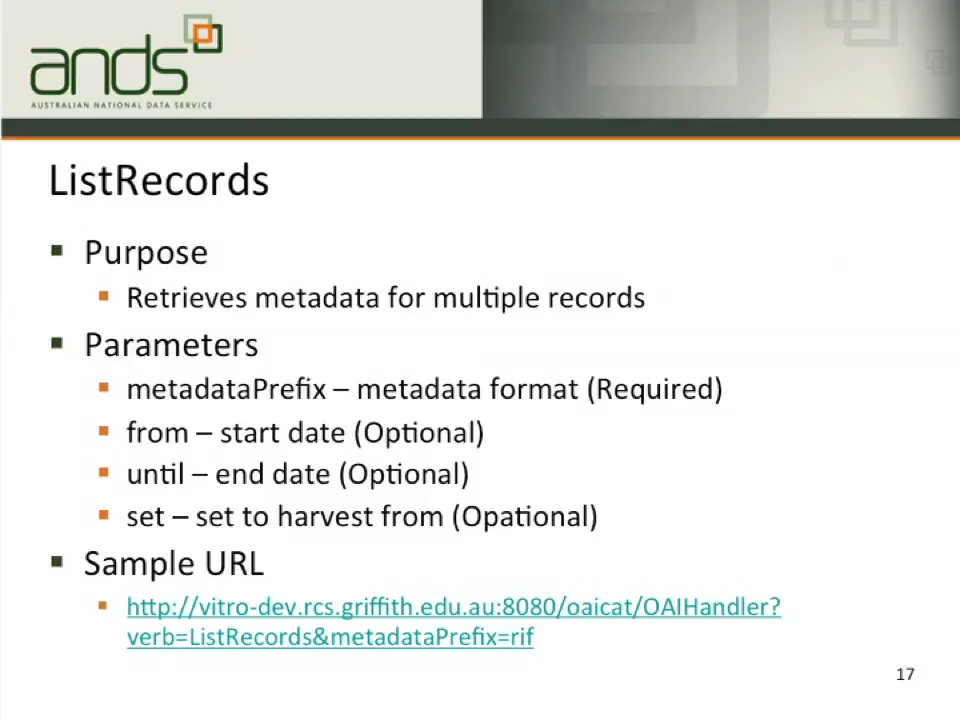 ands
AUSTRALIAN NATIONAL DATA SERVICE
ListRecords
Purpose
Retrieves metadata for multiple records
Parameters
metadataPrefix – metadata format (Required)
from – start date (Optional)
until – end date (Optional)
set – set to harvest from (Opational)
Sample URL
http://vitro-dev.rcs.griffith.edu.au:8080/oaicat/OAIHandler?
verb=ListRecords&metadataPrefix=rif
17